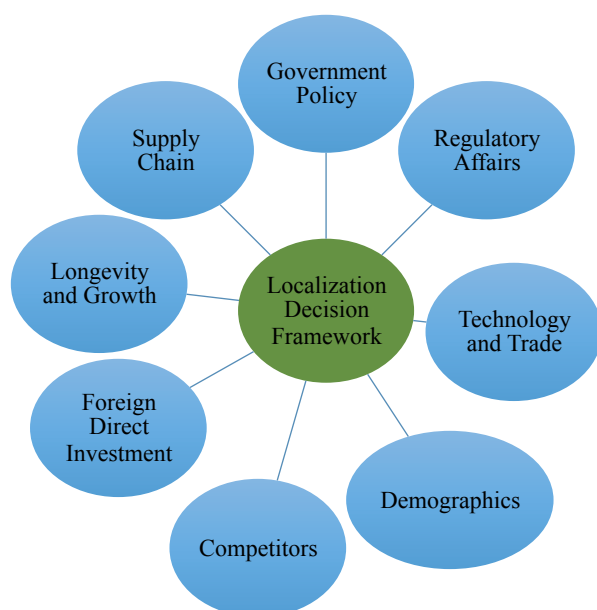 Government
Policy
Regulatory
Affairs
Technology
and Trade
Demographics
Competitors
Foreign
Direct
Investment
Longevity
and Growth
Supply
Chain
Localization
Decision
Framework